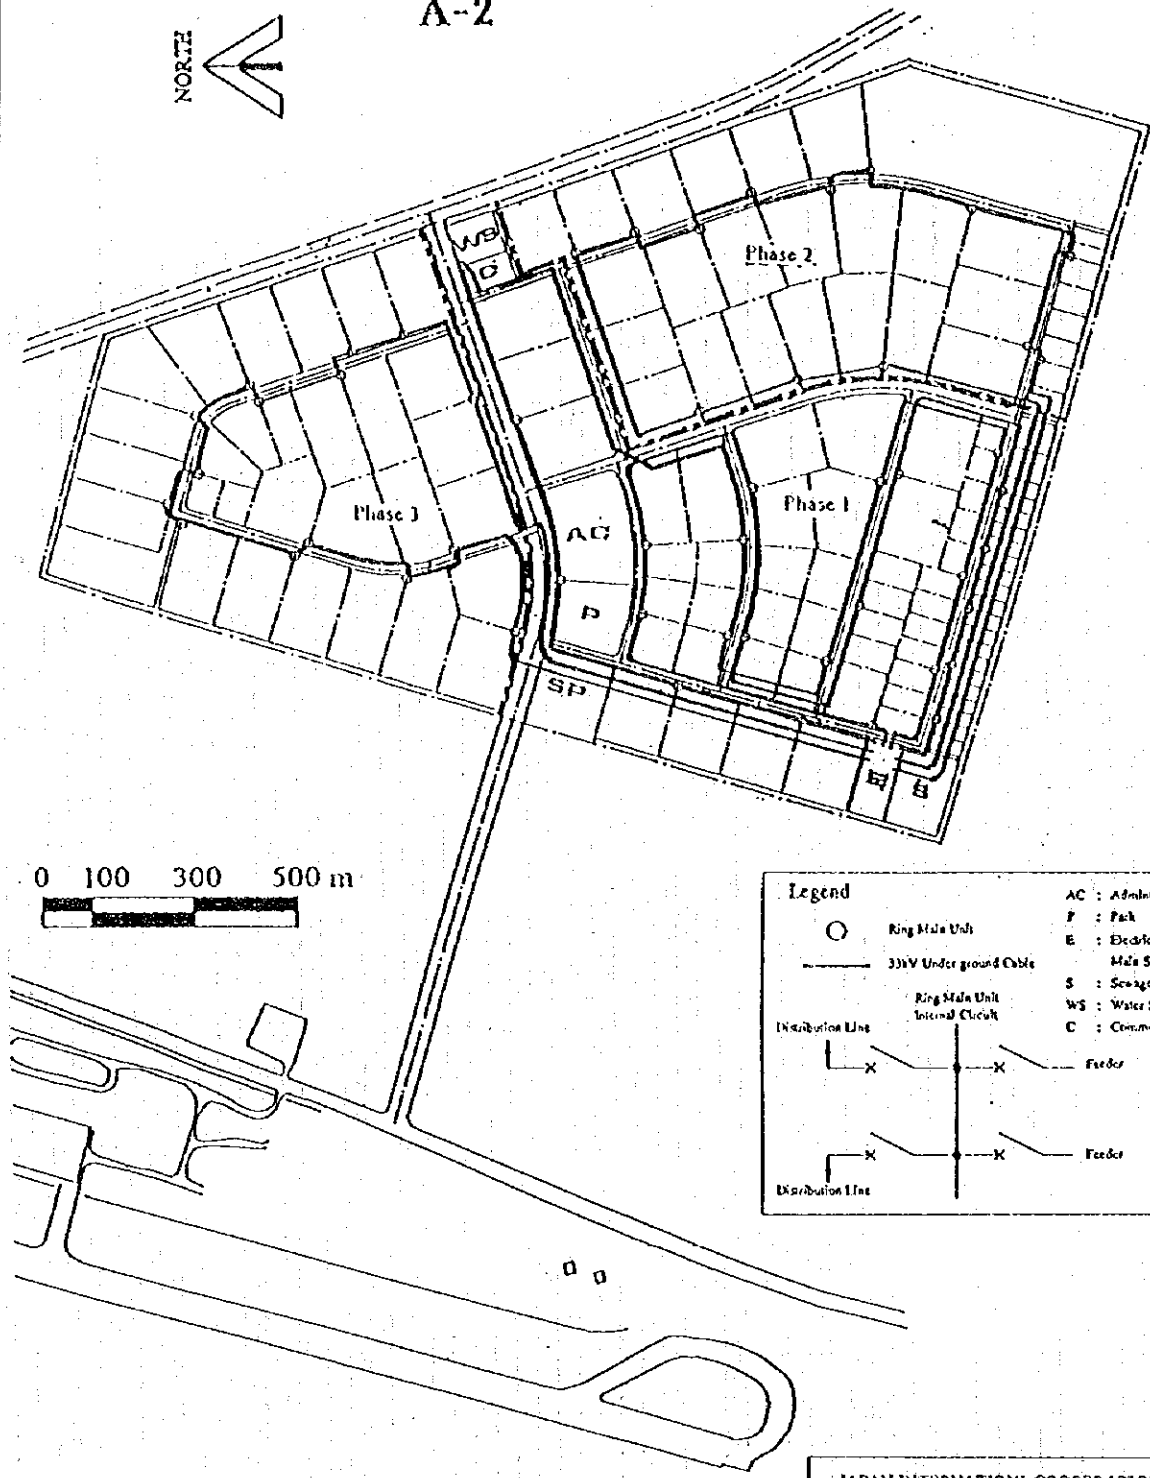 A-2
NORTH
WS
C
Phase 2
Phase 3
AC
Phase 1
P
SP
E
S
0 100 300 500 m
Legend
Ring Main Unit
33kV Under ground Cable
Ring Main Unit
Internal Circuit
Distribution Line
Feeder
Feeder
Distribution Line
AC :
P : Park
E :
S :
WS : Water
C :